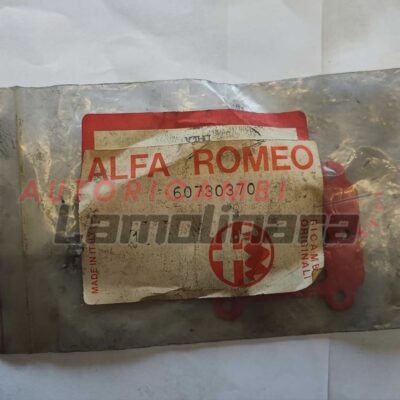 ALFA ROMEO
60730370
AUTORICAMBI
Lamolinara
MADE IN ITALY
RICAMBI
ORIGINALI